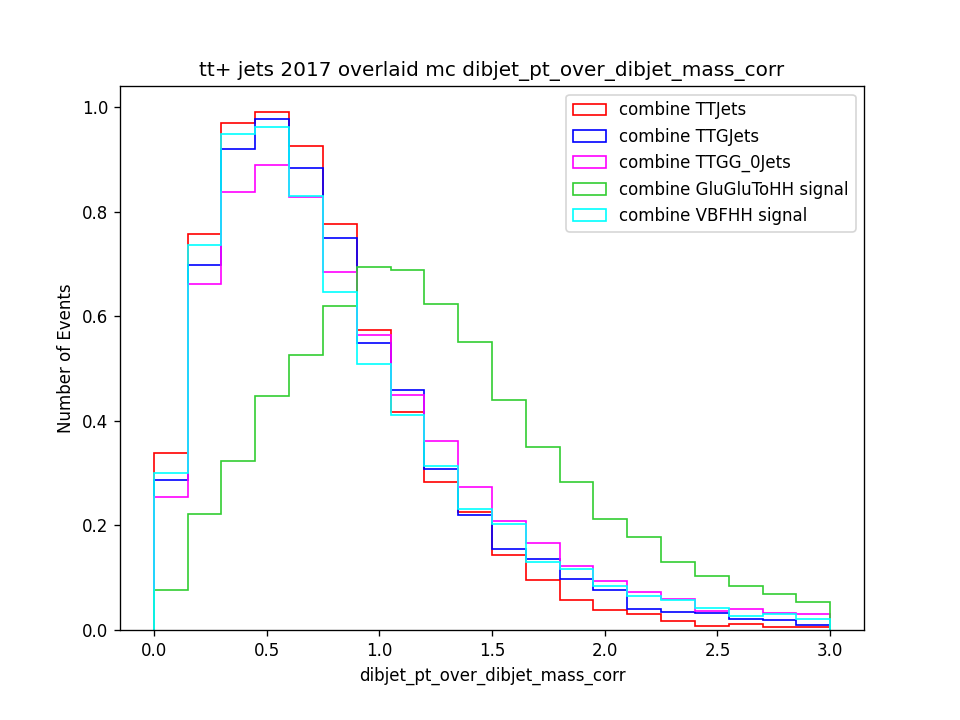 tt+ jets 2017 overlaid mc dibjet_pt_over_dibjet_mass_corr
combine TTJets
combine TTGJets
combine TTGG_0Jets
combine GluGluToHH signal
combine VBFHH signal
Number of Events
1.0
0.8
0.6
0.4
0.2
0.0
0.0 0.5 1.0 1.5 2.0 2.5 3.0
dibjet_pt_over_dibjet_mass_corr